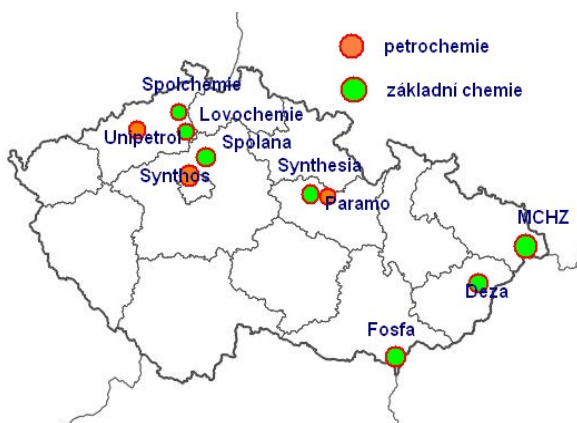 petrochemie
základní chemie
Spolchemie
Lovochemie
Unipetrol
Spolana
Synthos
Synthesia
Paramo
MCHZ
Deza
Fosfa